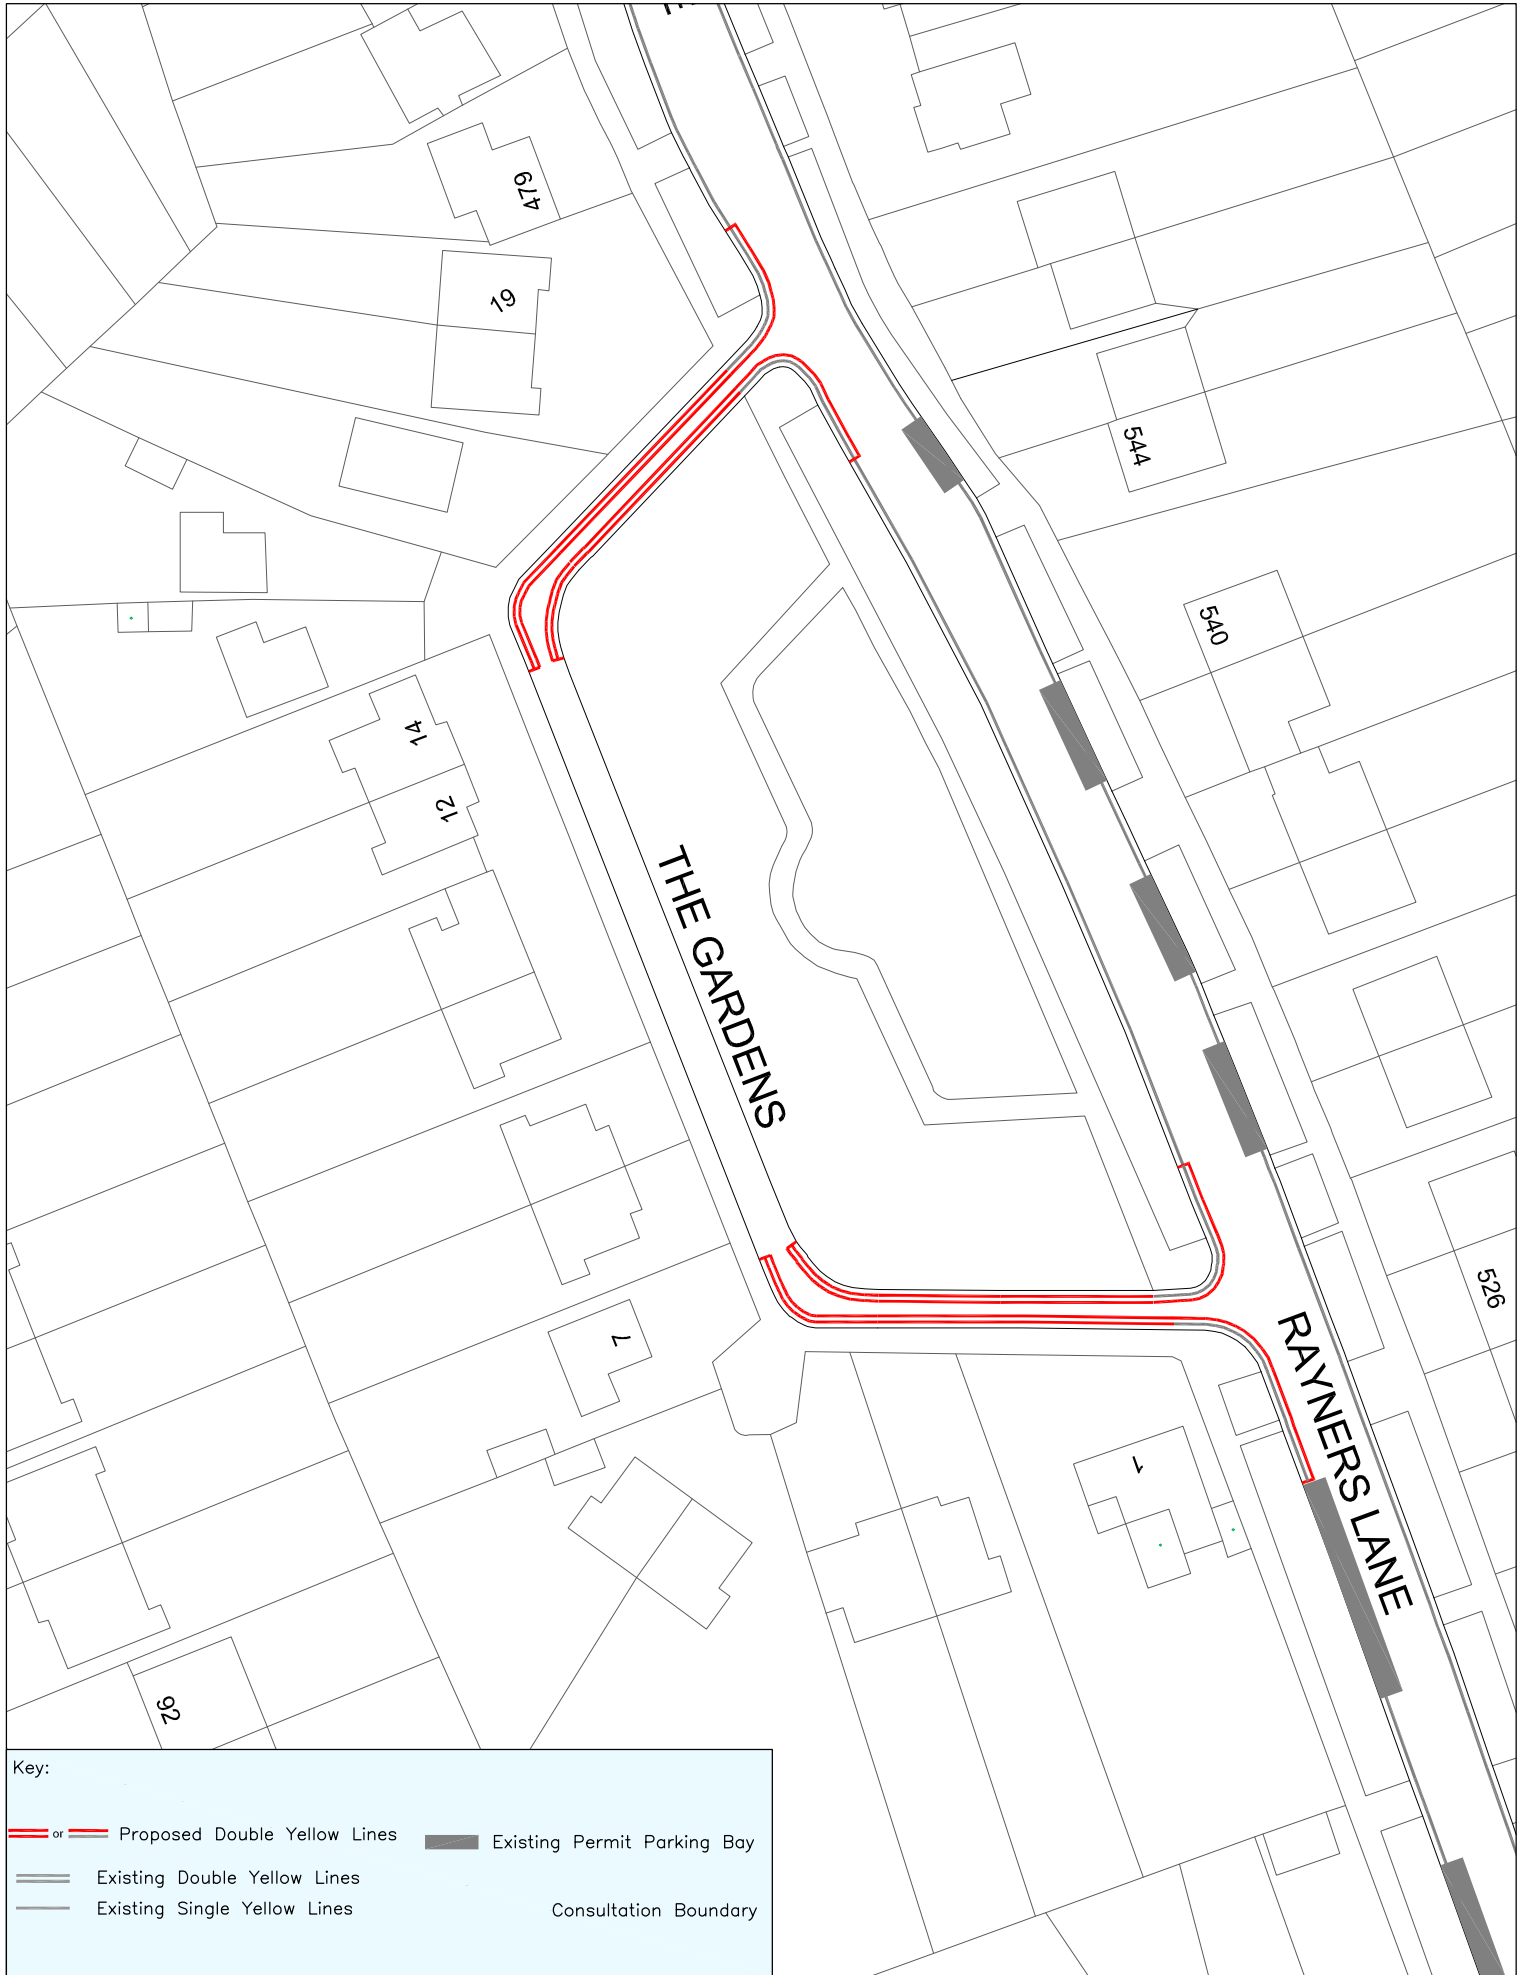 479
19
544
540
14
12
THE GARDENS
526
7
RAYNERS LANE
1
92
Key:
or Proposed Double Yellow Lines
Existing Permit Parking Bay
Existing Double Yellow Lines
Existing Single Yellow Lines
Consultation Boundary